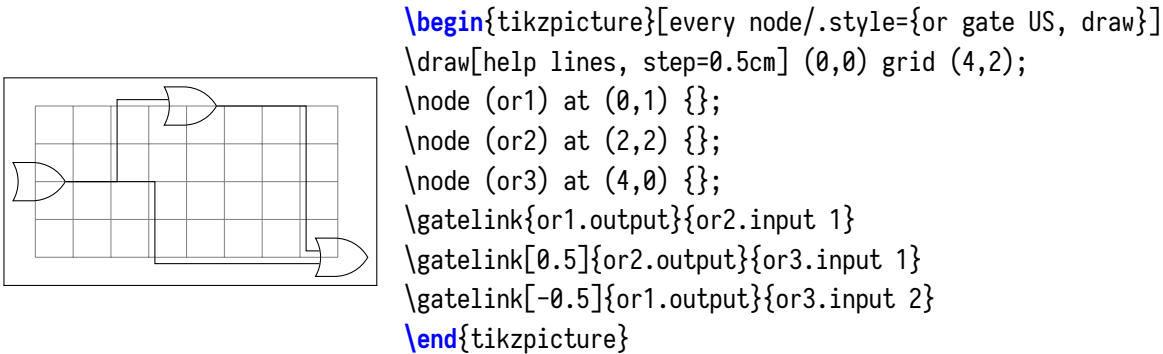 \begin{tikzpicture}[every node/.style={or gate US, draw}]
\draw[help lines, step=0.5cm] (0,0) grid (4,2);
\node (or1) at (0,1) {};
\node (or2) at (2,2) {};
\node (or3) at (4,0) {};
\gatelink{or1.output}{or2.input 1}
\gatelink[0.5]{or2.output}{or3.input 1}
\gatelink[-0.5]{or1.output}{or3.input 2}
\end{tikzpicture}